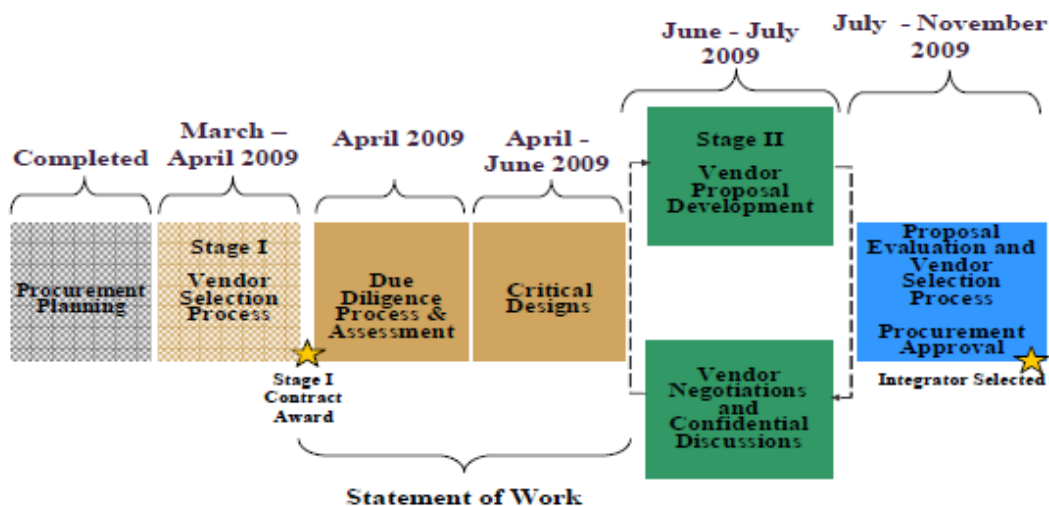 Completed
March –
April 2009
April 2009
April -
June 2009
June - July
2009
July - November
2009
Procurement
Planning
Stage I
Vendor
Selection
Process
Due
Diligence
Process &
Assessment
Critical
Designs
Stage II
Vendor
Proposal
Development
Vendor
Negotiations
and
Confidential
Discussions
Proposal
Evaluation and
Vendor
Selection
Process
Procurement
Approval
Stage I
Contract
Award
Integrator Selected
Statement of Work